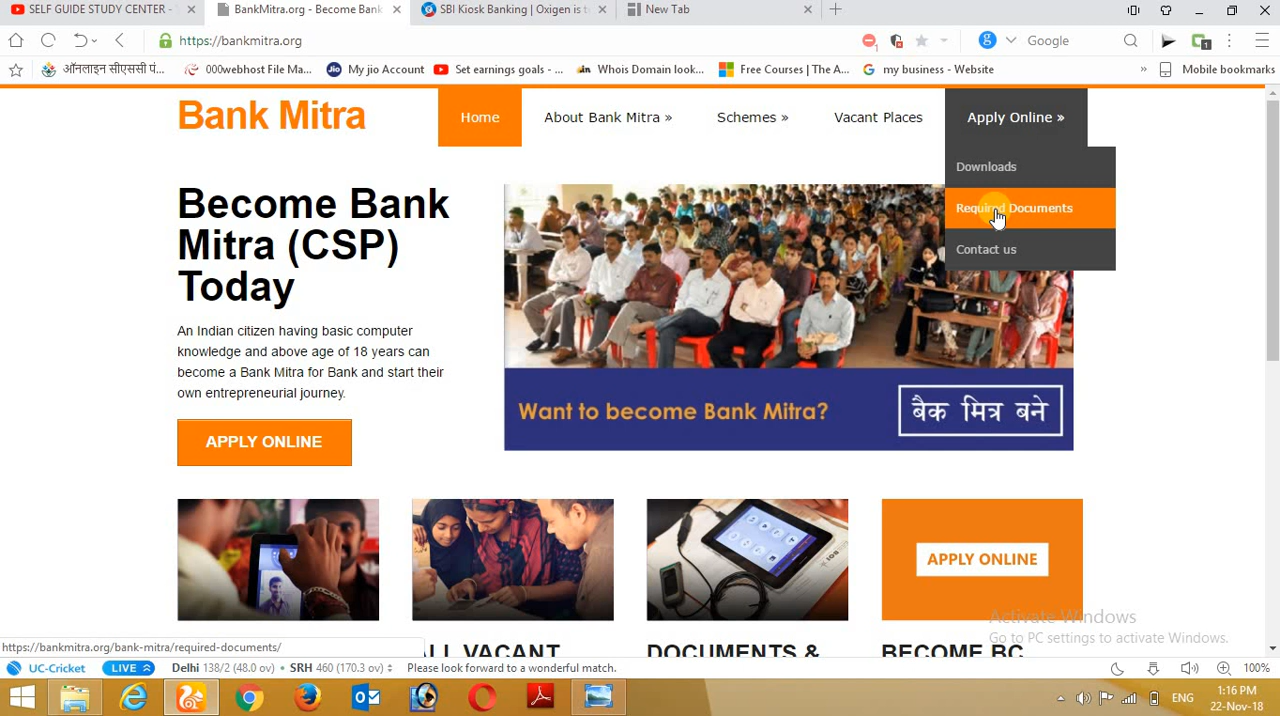 SELF GUIDE STUDY CENTER -
BankMitra.org - Become Bank
SBI Kiosk Banking | Oxigen is t
New Tab
https://bankmitra.org
1
Google
1
ऑनलाइन सीएससी पं...
000webhost File Ma...
My jio Account
Set earnings goals - ...
Whois Domain look...
Free Courses | The A...
my business - Website
»
Mobile bookmarks
Bank Mitra
Home
About Bank Mitra »
Schemes »
Vacant Places
Apply Online »
Downloads
Required Documents
Contact us
Become Bank
Mitra (CSP)
Today
An Indian citizen having basic computer
knowledge and above age of 18 years can
become a Bank Mitra for Bank and start their
own entrepreneurial journey.
APPLY ONLINE
Want to become Bank Mitra?
बैक मित्र बने
APPLY ONLINE
Activate Windows
Go to PC settings to activate Windows.
https://bankmitra.org/bank-mitra/required-documents/
ALL VACANT
DOCUMENTS &
BECOME BC
UC-Cricket
LIVE
Delhi 138/2 (48.0 ov) • SRH 460 (170.3 ov)
Please look forward to a wonderful match.
100%
ENG
1:16 PM
22-Nov-18